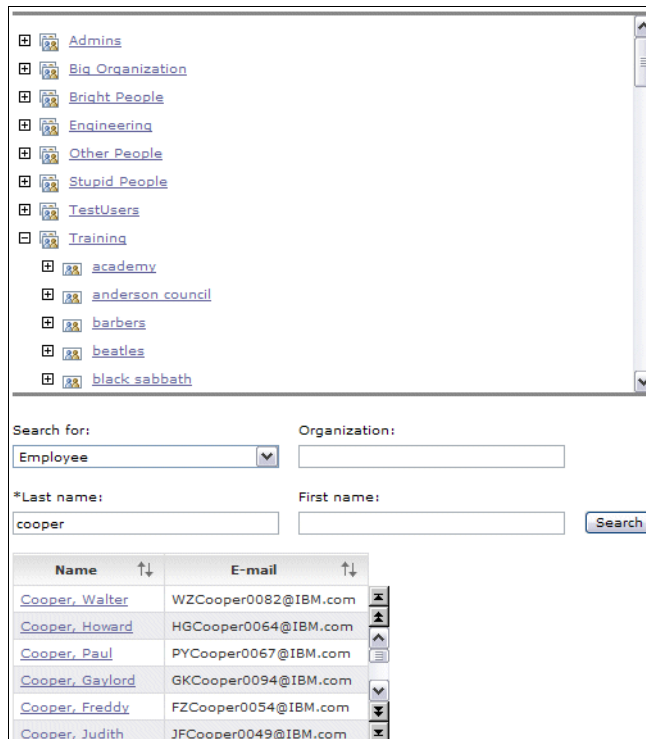 Admins
Big Organization
Bright People
Engineering
Other People
Stupid People
TestUsers
Training
academy
anderson council
barbers
beatles
black sabbath
Search for: Organization:
Employee
*Last name: First name:
cooper Search
Name E-mail
Cooper, Walter WZCooper0082@IBM.com
Cooper, Howard HGCooper0064@IBM.com
Cooper, Paul PYCooper0067@IBM.com
Cooper, Gaylord GKCooper0094@IBM.com
Cooper, Freddy FZCooper0054@IBM.com
Cooper, Judith JFCooper0049@IBM.com